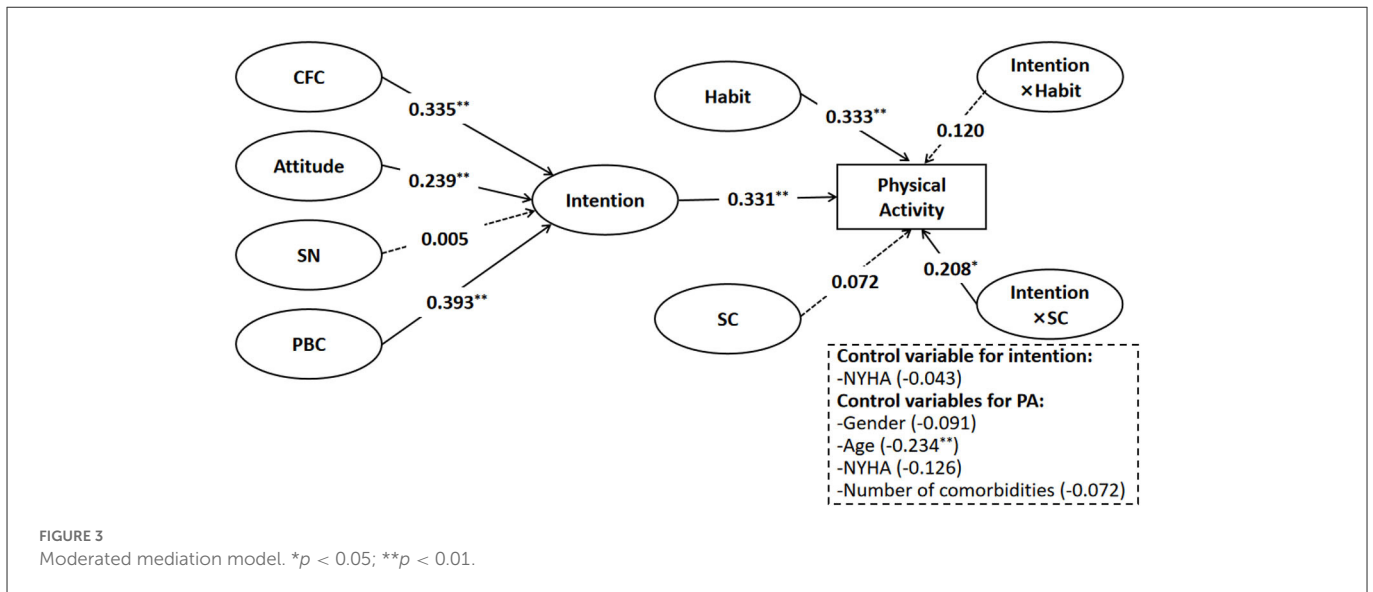 CFC
0.335**
Attitude
0.239**
SN
0.005
PBC
0.393**
Intention
0.331**
Habit
0.333**
Intention
×Habit
0.120
Physical
Activity
SC
0.072
0.208*
Intention
×SC
Control variable for intention:
-NYHA (-0.043)
Control variables for PA:
-Gender (-0.091)
-Age (-0.234**)
-NYHA (-0.126)
-Number of comorbidities (-0.072)
FIGURE 3
Moderated mediation model. *p < 0.05; **p < 0.01.